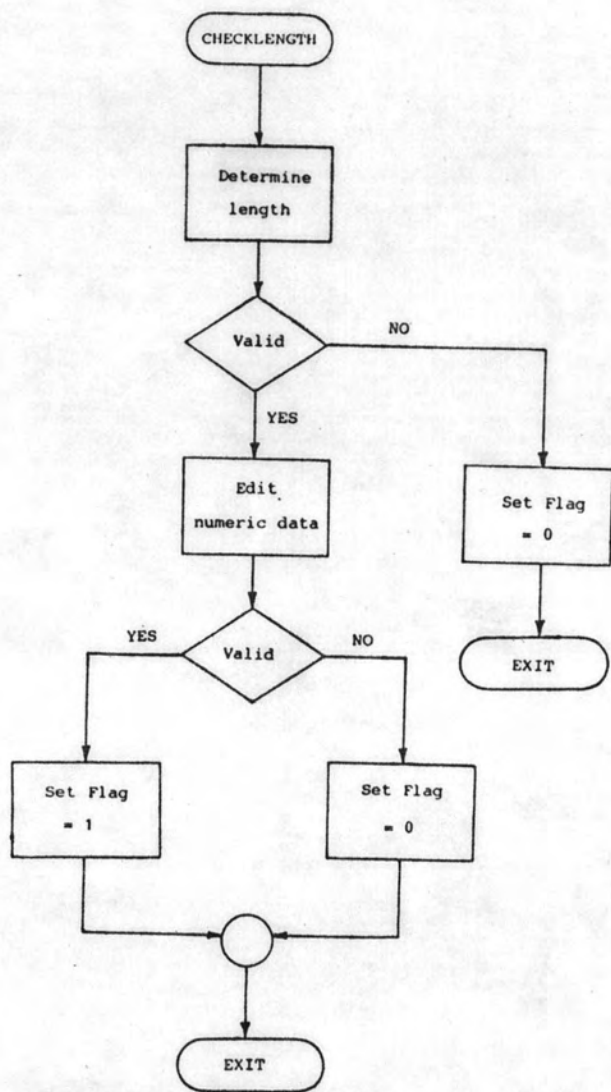 CHECKLENGTH
Determine
length
Valid
NO
YES
Edit
numeric data
Set Flag
= 0
EXIT
Valid
YES
NO
Set Flag
= 1
Set Flag
= 0
EXIT